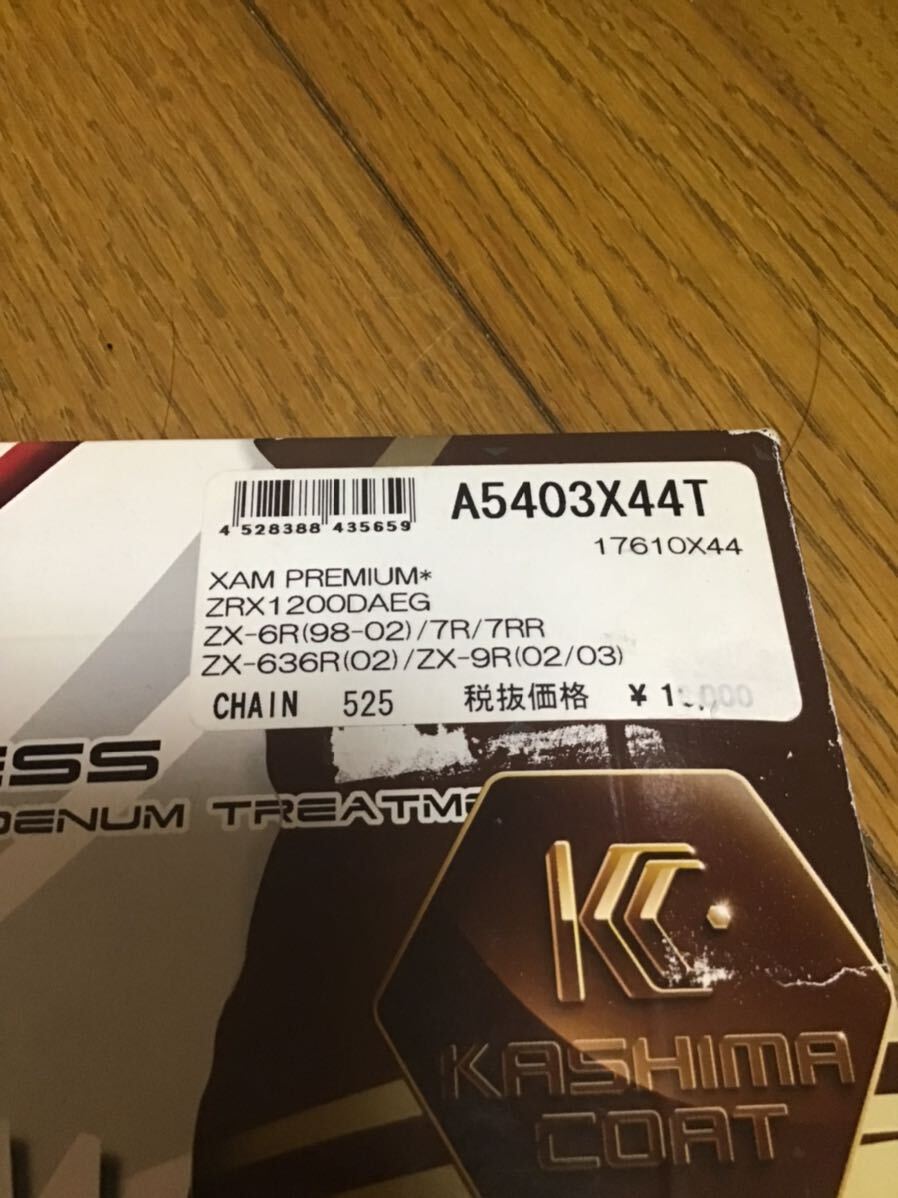 4 528388 435659
A5403X44T
17610X44
XAM PREMIUM*
ZRX1200DAEG
ZX-6R(98-02)/7R/7RR
ZX-636R(02)/ZX-9R(02/03)
CHAIN 525 税抜価格
KASHIMA
COAT